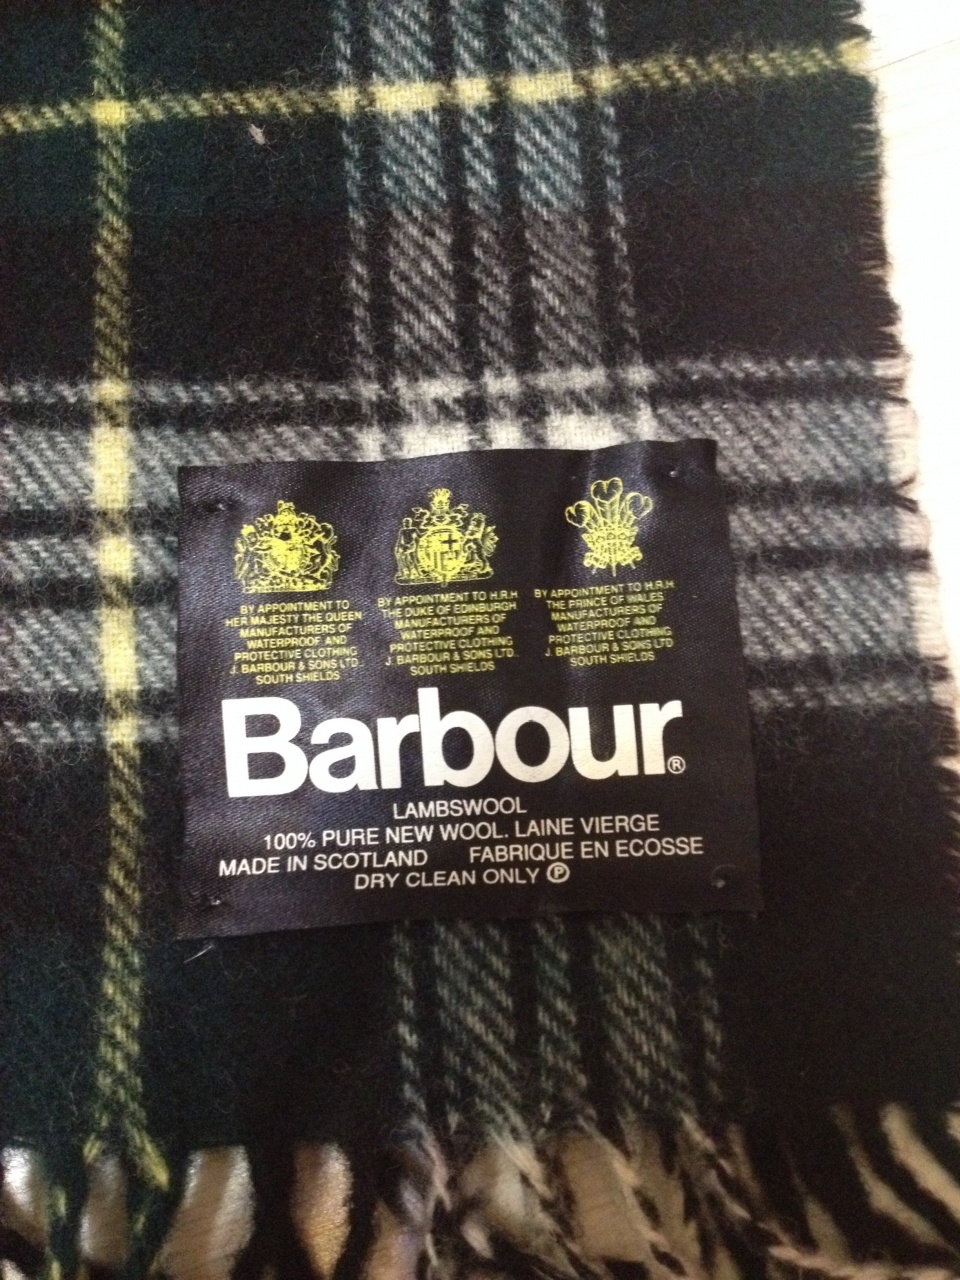 BY APPOINTMENT TO
HER MAJESTY THE QUEEN
MANUFACTURERS OF
WATERPROOF AND
PROTECTIVE CLOTHING
J. BARBOUR & SONS LTD
SOUTH SHIELDS
BY APPOINTMENT TO H.R.H
THE DUKE OF EDINBURGH
MANUFACTURERS OF
WATERPROOF AND
PROTECTIVE CLOTHING
J. BARBOUR & SONS LTD.
SOUTH SHIELDS
BY APPOINTMENT TO H.R.H
THE PRINCE OF WALES
MANUFACTURERS OF
WATERPROOF AND
PROTECTIVE CLOTHING
J. BARBOUR & SONS LTD
SOUTH SHIELDS
Barbour®
LAMBSWOOL
100% PURE NEW WOOL. LAINE VIERGE
MADE IN SCOTLAND FABRIQUE EN ECOSSE
DRY CLEAN ONLY Ⓟ